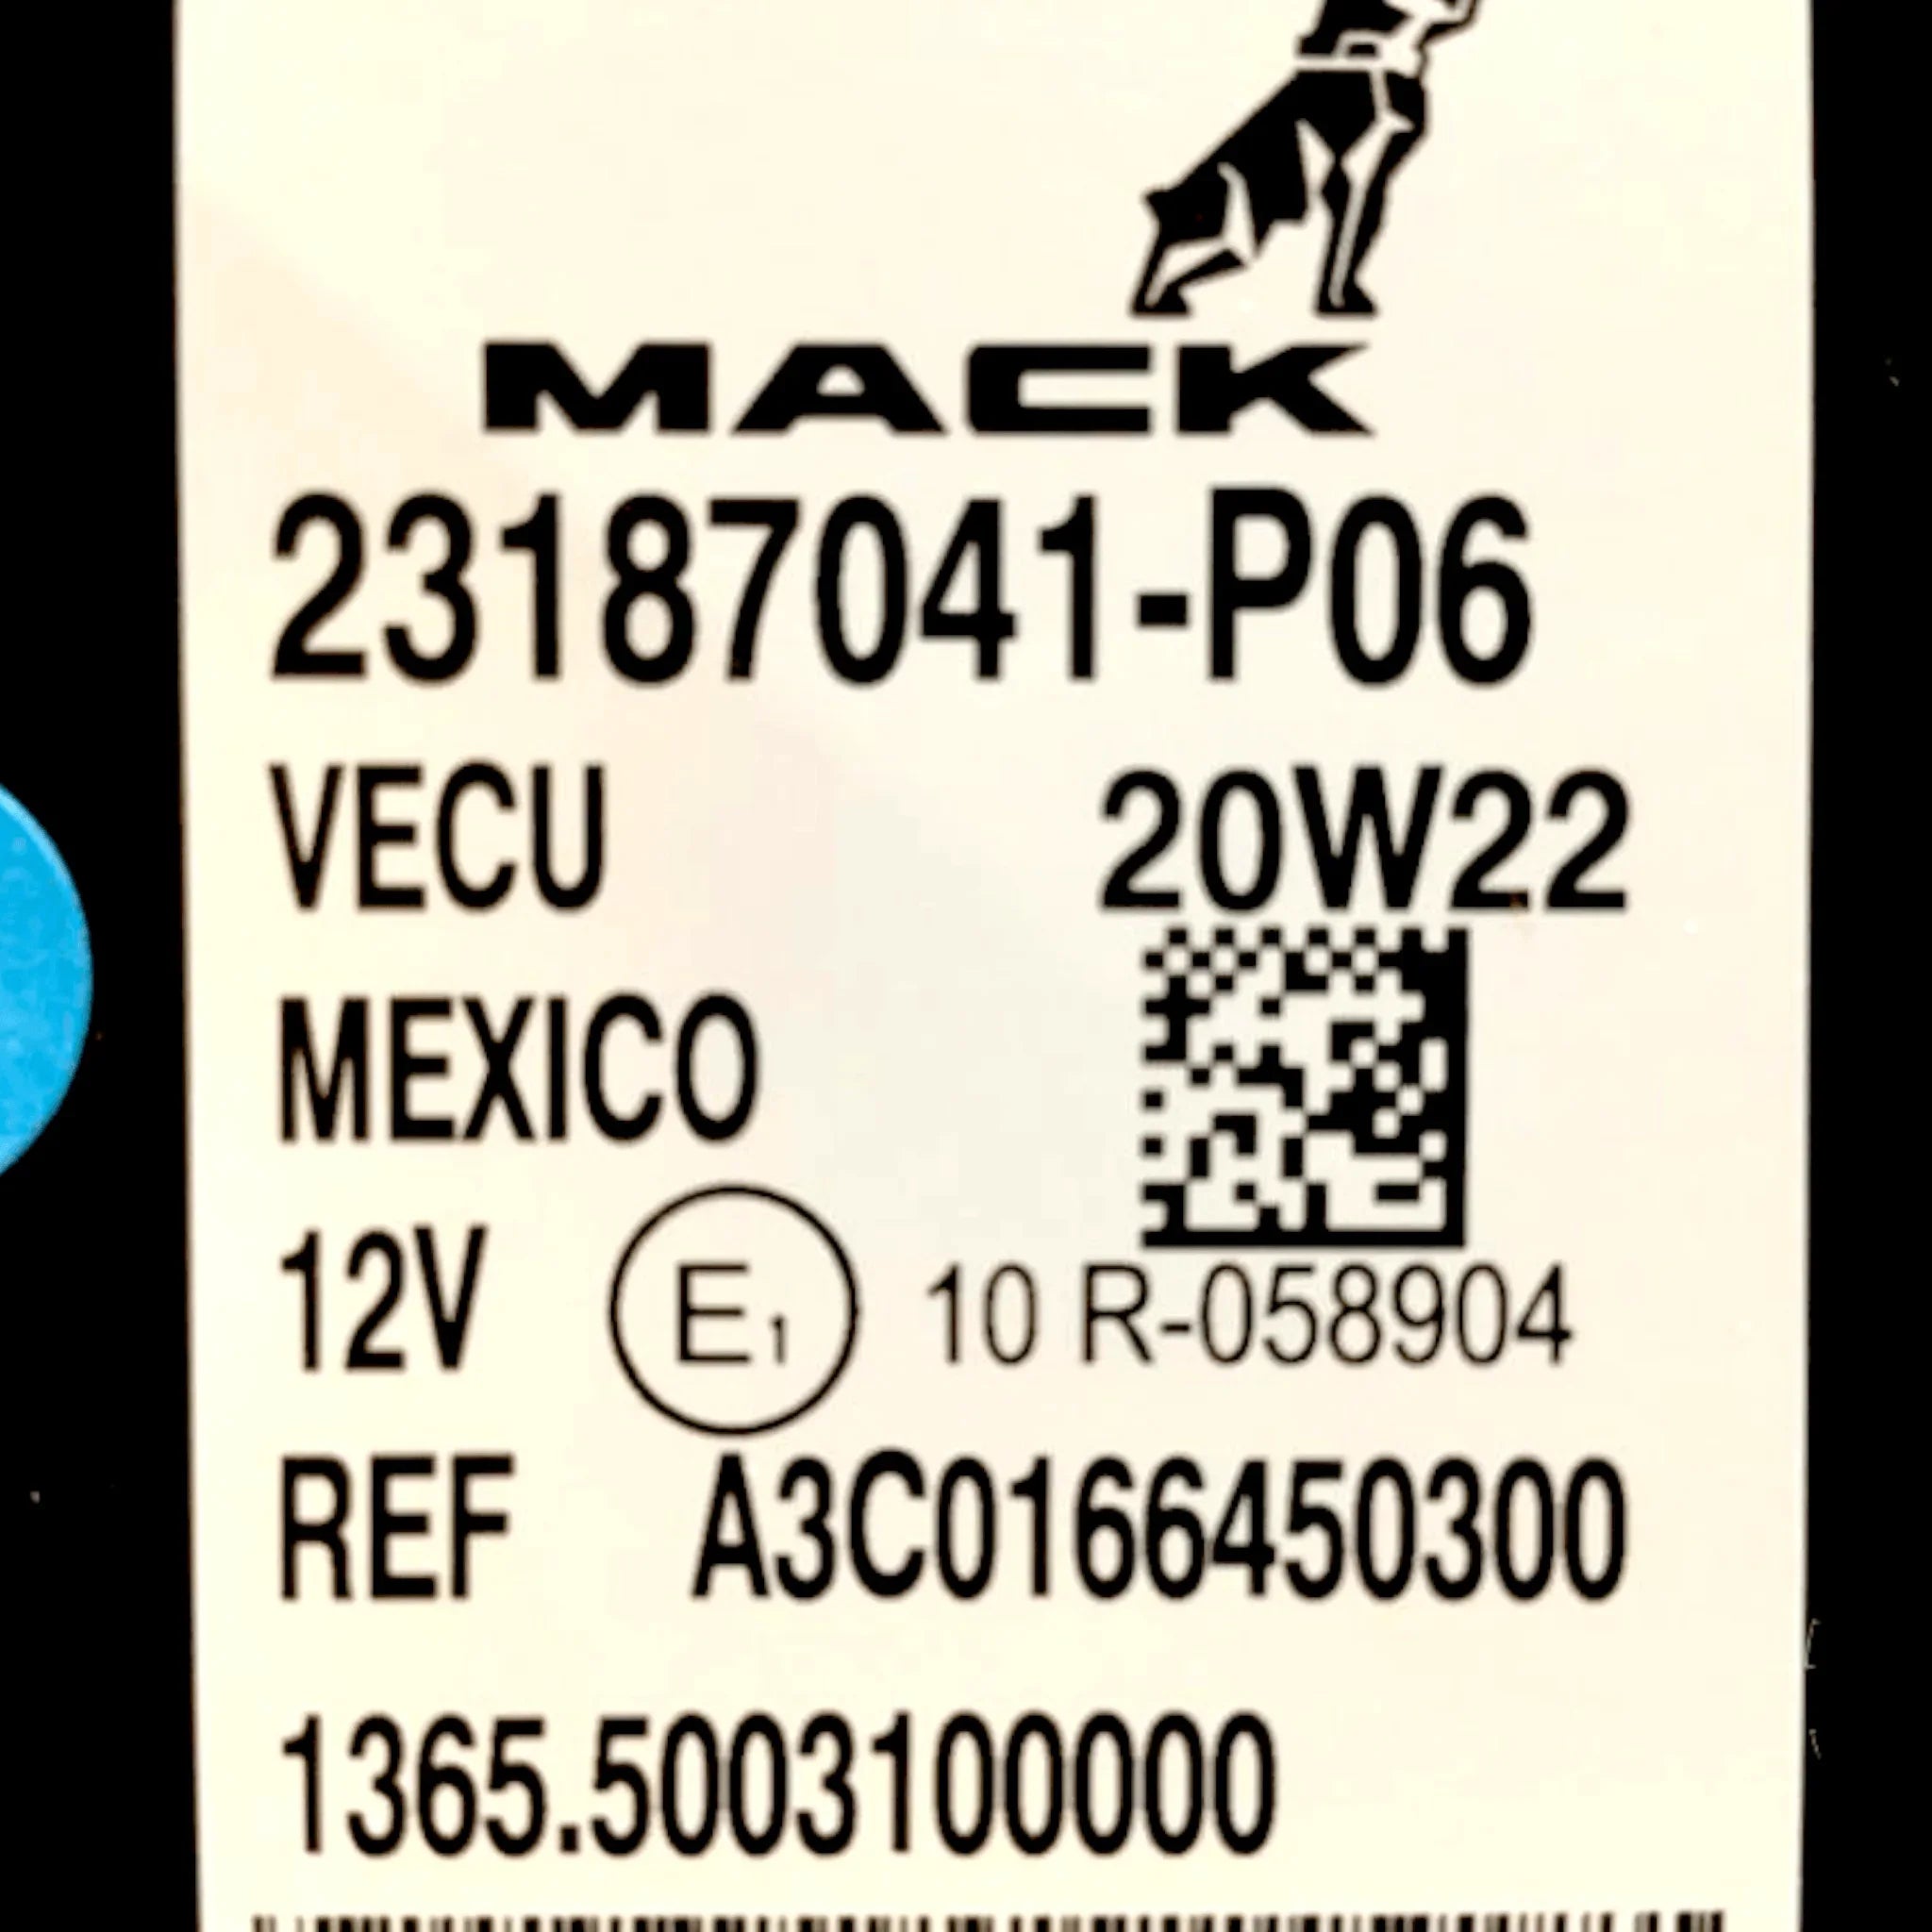 MACK
23187041-P06
VECU 20W22
MEXICO
12V E1 10 R-058904
REF A3C0166450300
1365.5003100000